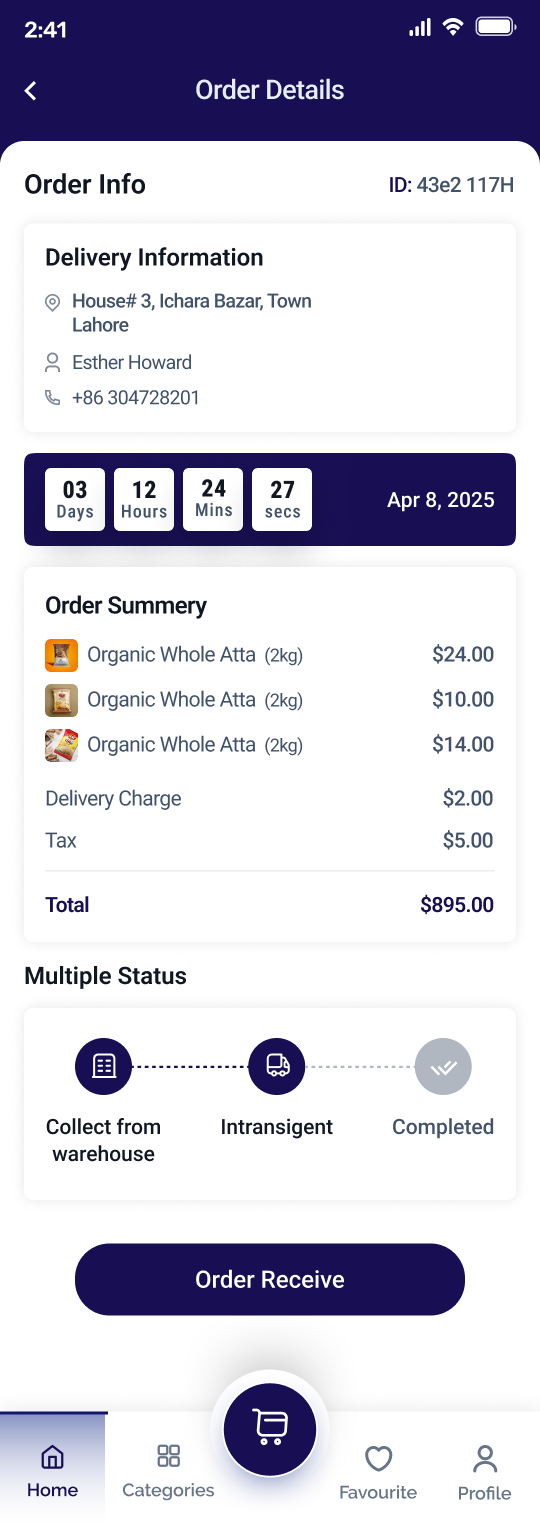 2:41
Order Details
Order Info
ID: 43e2 117H
Delivery Information
House# 3, Ichara Bazar, Town
Lahore
Esther Howard
+86 304728201
03 12 24 27
Days Hours Mins secs
Apr 8, 2025
Order Summery
Organic Whole Atta (2kg) $24.00
Organic Whole Atta (2kg) $10.00
Organic Whole Atta (2kg) $14.00
Delivery Charge $2.00
Tax $5.00
Total $895.00
Multiple Status
Collect from
warehouse
Intransigent
Completed
Order Receive
Home Categories Favourite Profile